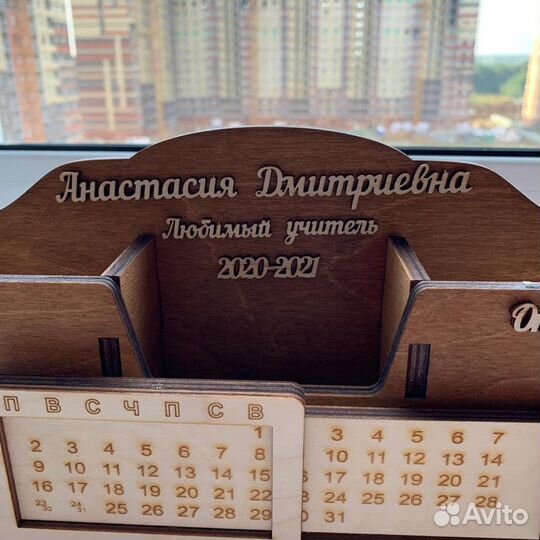 Анастасия Дмитриевна
Любимый учитель
2020-2021
П В С Ч П С В
1
2 3 4 5 6 7 8
9 10 11 12 13 14 15
16 17 18 19 20 21 22
23/30 24/31 25 26 27 28 29
3 4 5 6 7
10 11 12 13 14
17 18 19 20 21
24 25 26 27 28
30 31
Avito